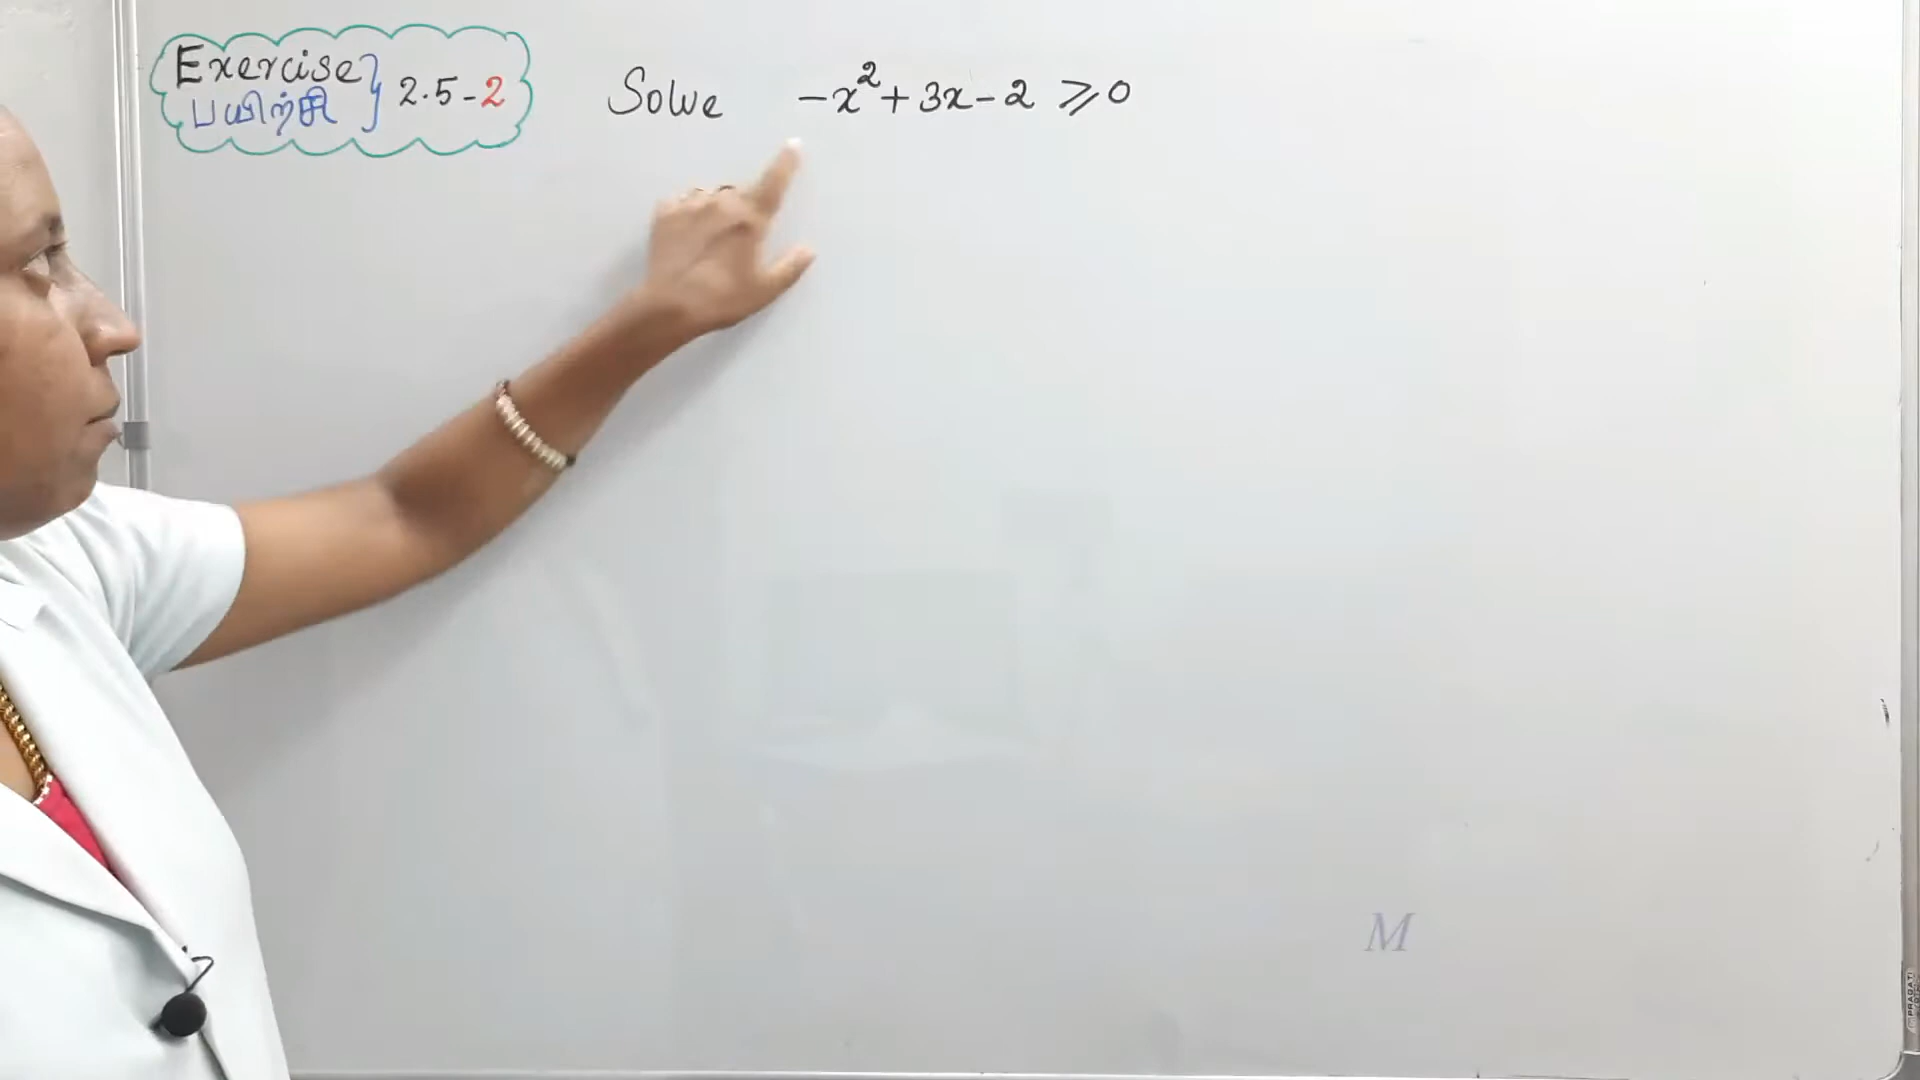 Exercise } 2.5-2
பயிற்சி
Solve -x²+3x-2 ⩾0
M